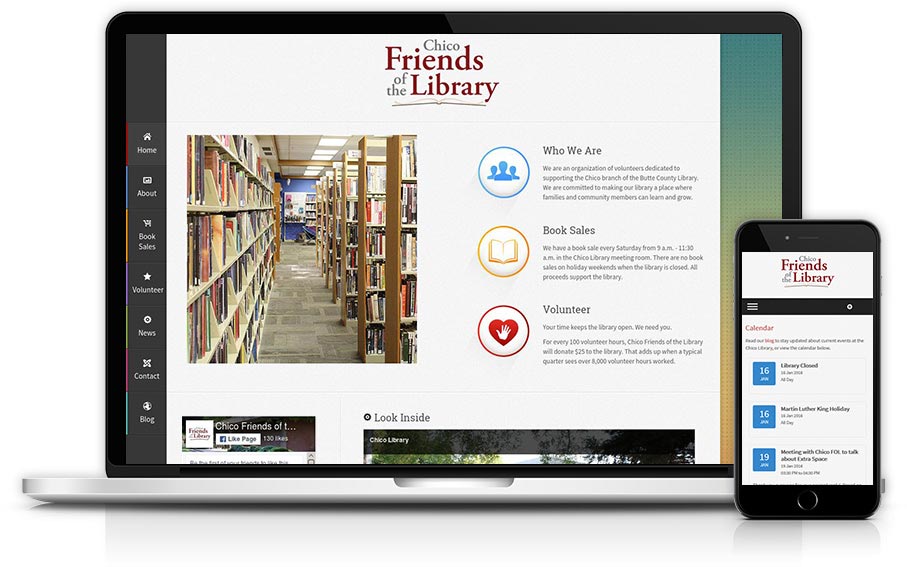 Chico
Friends
of the Library
Home
About
Book
Sales
Volunteer
News
Contact
Blog
Who We Are
We are an organization of volunteers dedicated to
supporting the Chico branch of the Butte County Library.
We are committed to making our library a place where
families and community members can learn and grow.
Book Sales
We have a book sale every Saturday from 9 a.m. - 11:30
a.m. in the Chico Library meeting room. There are no book
sales on holiday weekends when the library is closed. All
proceeds support the library.
Volunteer
Your time keeps the library open. We need you.
For every 100 volunteer hours, Chico Friends of the Library
will donate $25 to the library. That adds up when a typical
quarter sees over 8,000 volunteer hours worked.
Chico Friends of t...
Like Page
130 likes
Be the first of your friends to like this
Look Inside
Chico Library
Chico
Friends
of the Library
Calendar
Read our blog to stay updated about current events at the
Chico Library, or view the calendar below.
16
JAN
Library Closed
16 Jan 2016
All Day
16
JAN
Martin Luther King Holiday
16 Jan 2016
All Day
19
JAN
Meeting with Chico FOL to talk
about Extra Space
19 Jan 2016
03:30 PM to 04:30 PM